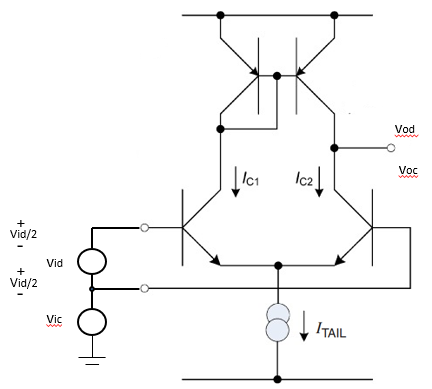 Vod
Voc
IC1
IC2
+
Vid/2
-
Vid
+
Vid/2
-
Vic
ITAIL